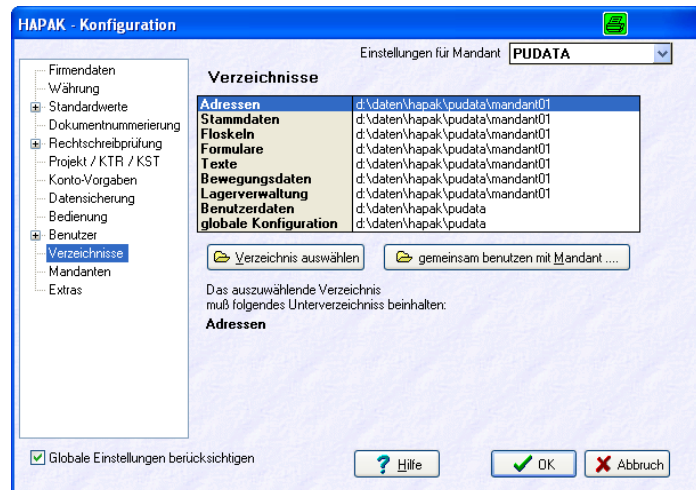 HAPAK - Konfiguration
Einstellungen für Mandant PUDATA
Firmendaten
Währung
Standardwerte
Dokumentnummerierung
Rechtschreibprüfung
Projekt / KTR / KST
Konto-Vorgaben
Datensicherung
Bedienung
Benutzer
Verzeichnisse
Mandanten
Extras
Verzeichnisse
Adressen d:\daten\hapak\pudata\mandant01
Stammdaten d:\daten\hapak\pudata\mandant01
Floskeln d:\daten\hapak\pudata\mandant01
Formulare d:\daten\hapak\pudata\mandant01
Texte d:\daten\hapak\pudata\mandant01
Bewegungsdaten d:\daten\hapak\pudata\mandant01
Lagerverwaltung d:\daten\hapak\pudata\mandant01
Benutzerdaten d:\daten\hapak\pudata
globale Konfiguration d:\daten\hapak\pudata
Verzeichnis auswählen gemeinsam benutzen mit Mandant ....
Das auszuwählende Verzeichnis
muß folgendes Unterverzeichniss beinhalten:
Adressen
Globale Einstellungen berücksichtigen
? Hilfe OK Abbruch